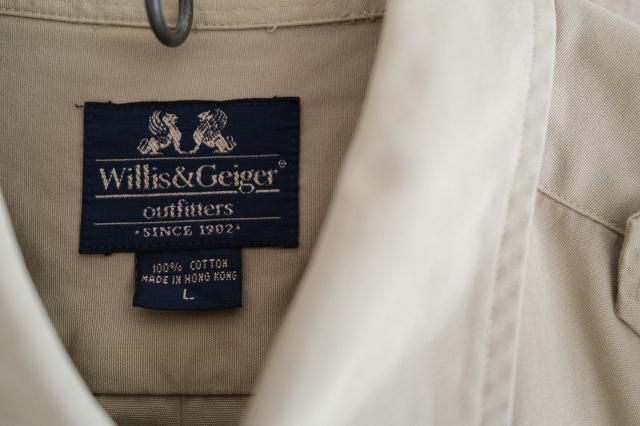 Willis&Geiger®
outfitters
•SINCE 1902•
100% COTTON
MADE IN HONG KONG
L